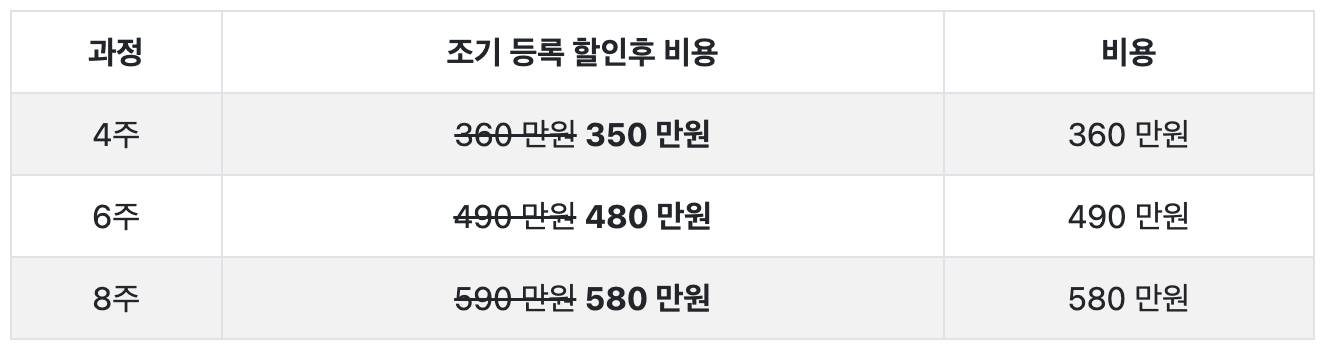 과정 조기 등록 할인후 비용 비용
4주 360 만원 350 만원 360 만원
6주 490 만원 480 만원 490 만원
8주 590 만원 580 만원 580 만원